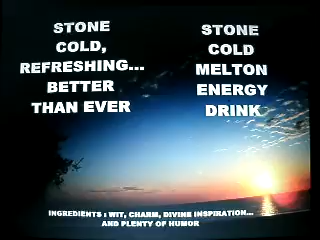 STONE
COLD,
REFRESHING...
BETTER
THAN EVER
STONE
COLD
MELTON
ENERGY
DRINK
INGREDIENTS : WIT, CHARM, DIVINE INSPIRATION...
AND PLENTY OF HUMOR